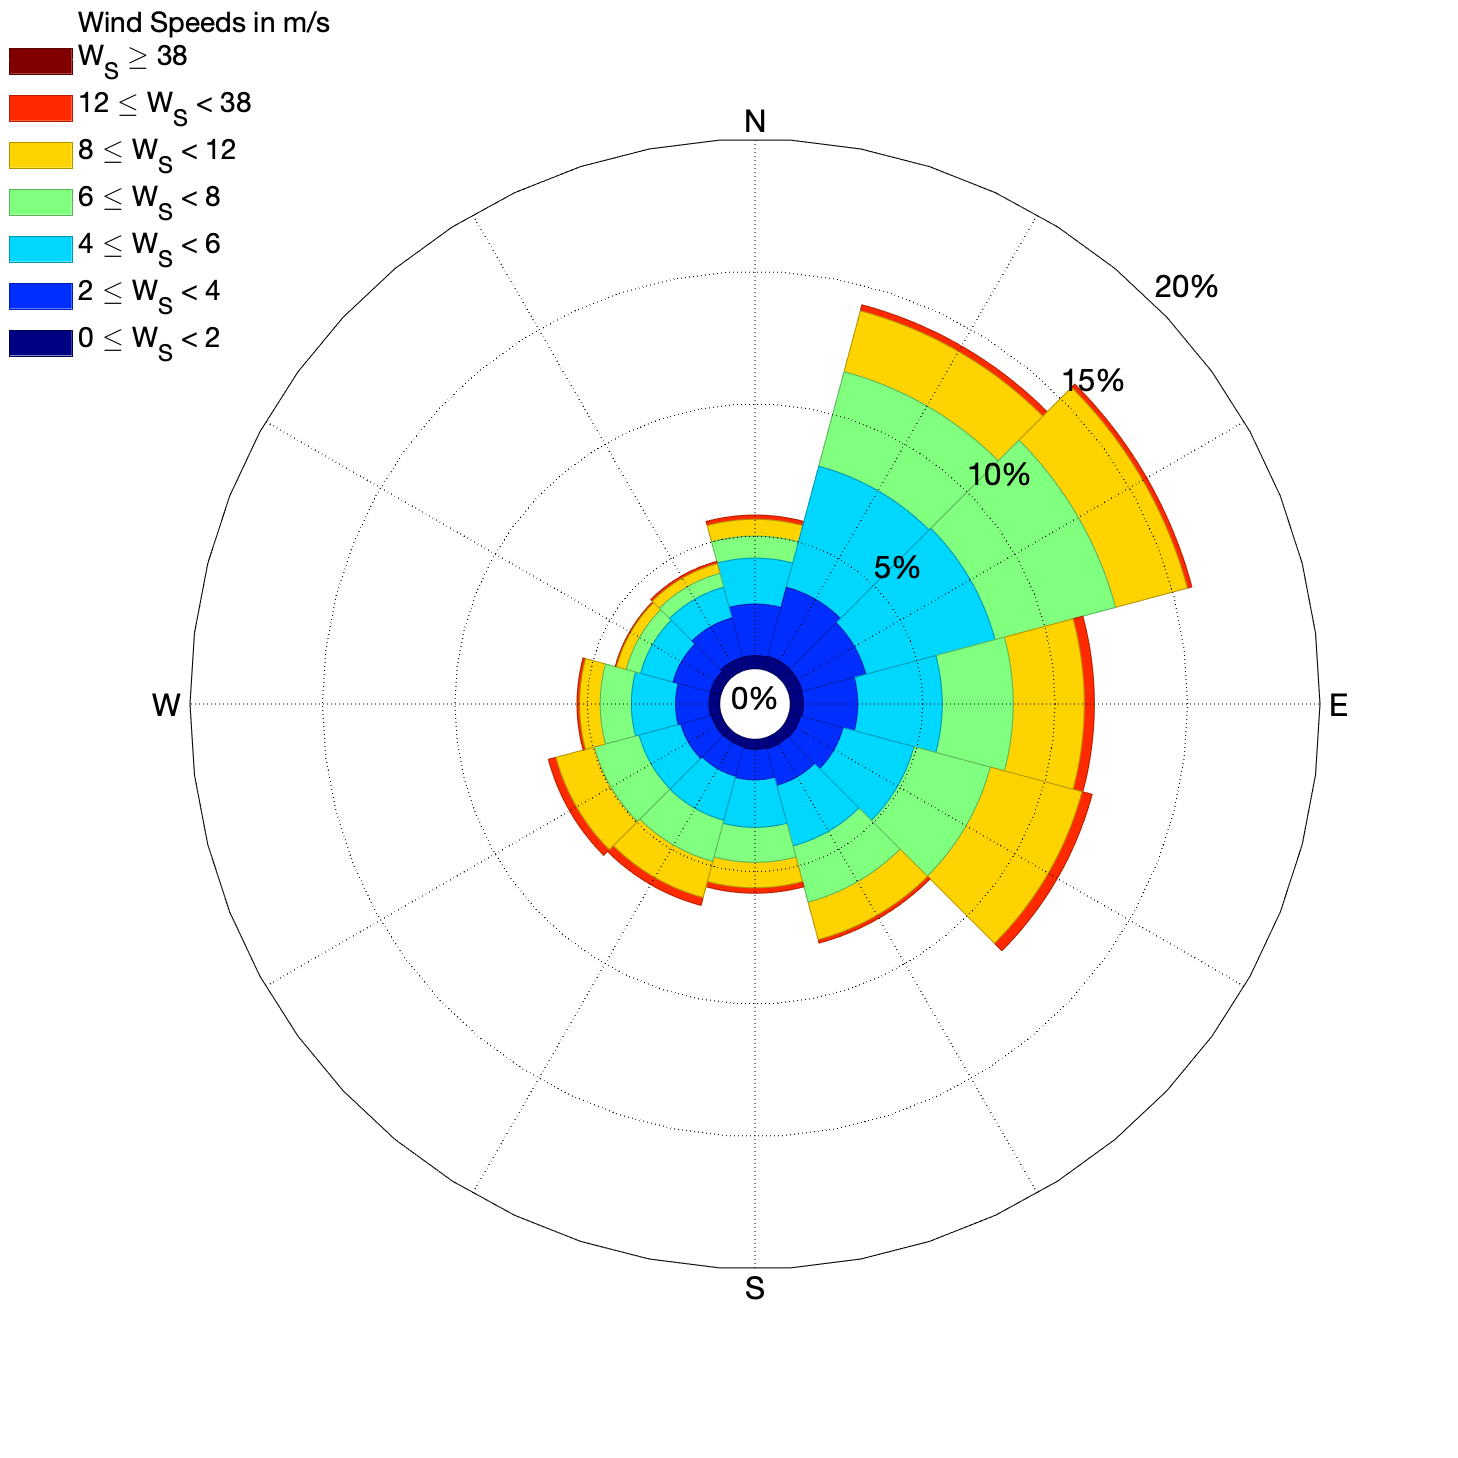 Wind Speeds in m/s
W_S ≥ 38
12 ≤ W_S < 38
8 ≤ W_S < 12
6 ≤ W_S < 8
4 ≤ W_S < 6
2 ≤ W_S < 4
0 ≤ W_S < 2
N
20%
15%
10%
5%
0%
W
E
S